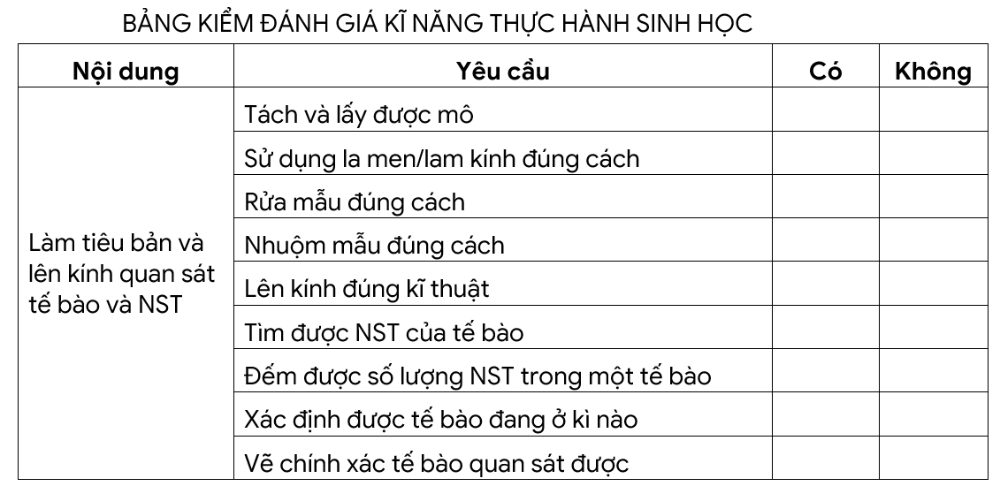 BẢNG KIỂM ĐÁNH GIÁ KĨ NĂNG THỰC HÀNH SINH HỌC
Nội dung Yêu cầu Có Không
Làm tiêu bản và
lên kính quan sát
tế bào và NST
Tách và lấy được mô
Sử dụng la men/lam kính đúng cách
Rửa mẫu đúng cách
Nhuộm mẫu đúng cách
Lên kính đúng kĩ thuật
Tìm được NST của tế bào
Đếm được số lượng NST trong một tế bào
Xác định được tế bào đang ở kì nào
Vẽ chính xác tế bào quan sát được